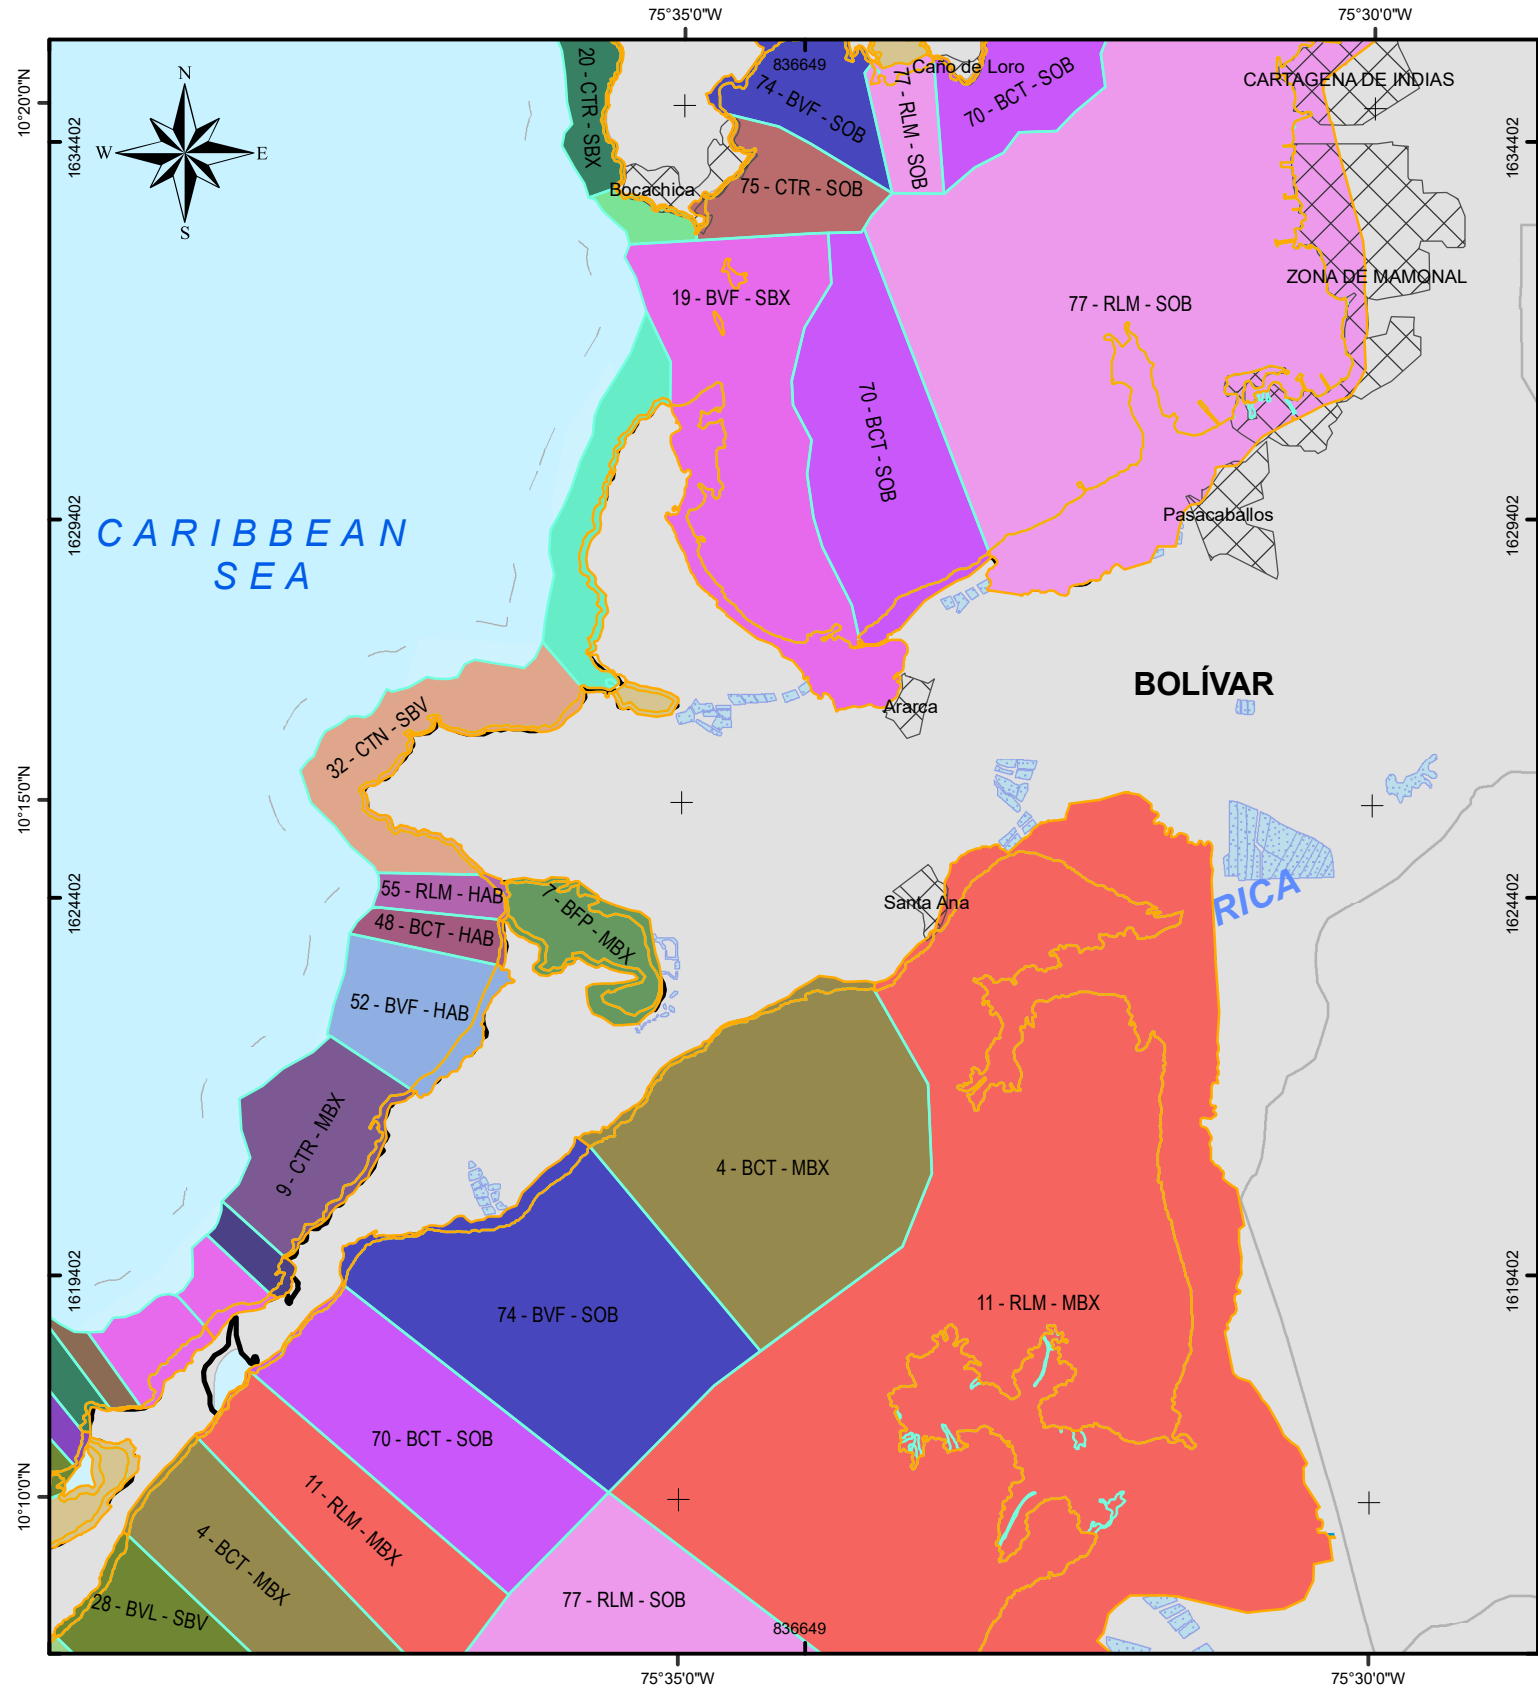 75°35'0"W
75°30'0"W
10°20'0"N
1634402
1634402
N
W
E
S
20 - CTR - SBX
836649
74 - BVF - SOB
77 - RLM - SOB
Caño de Loro
70 - BCT - SOB
CARTAGENA DE INDIAS
Bocachica
75 - CTR - SOB
19 - BVF - SBX
77 - RLM - SOB
ZONA DE MAMONAL
70 - BCT - SOB
CARIBBEAN
SEA
1629402
1629402
Pasacaballos
BOLÍVAR
Ararca
32 - CTN - SBV
10°15'0"N
55 - RLM - HAB
48 - BCT - HAB
7 - BFP - MBX
Santa Ana
RICA
1624402
1624402
52 - BVF - HAB
9 - CTR - MBX
4 - BCT - MBX
1619402
1619402
74 - BVF - SOB
11 - RLM - MBX
70 - BCT - SOB
10°10'0"N
11 - RLM - MBX
4 - BCT - MBX
28 - BVL - SBV
77 - RLM - SOB
836649
75°35'0"W
75°30'0"W